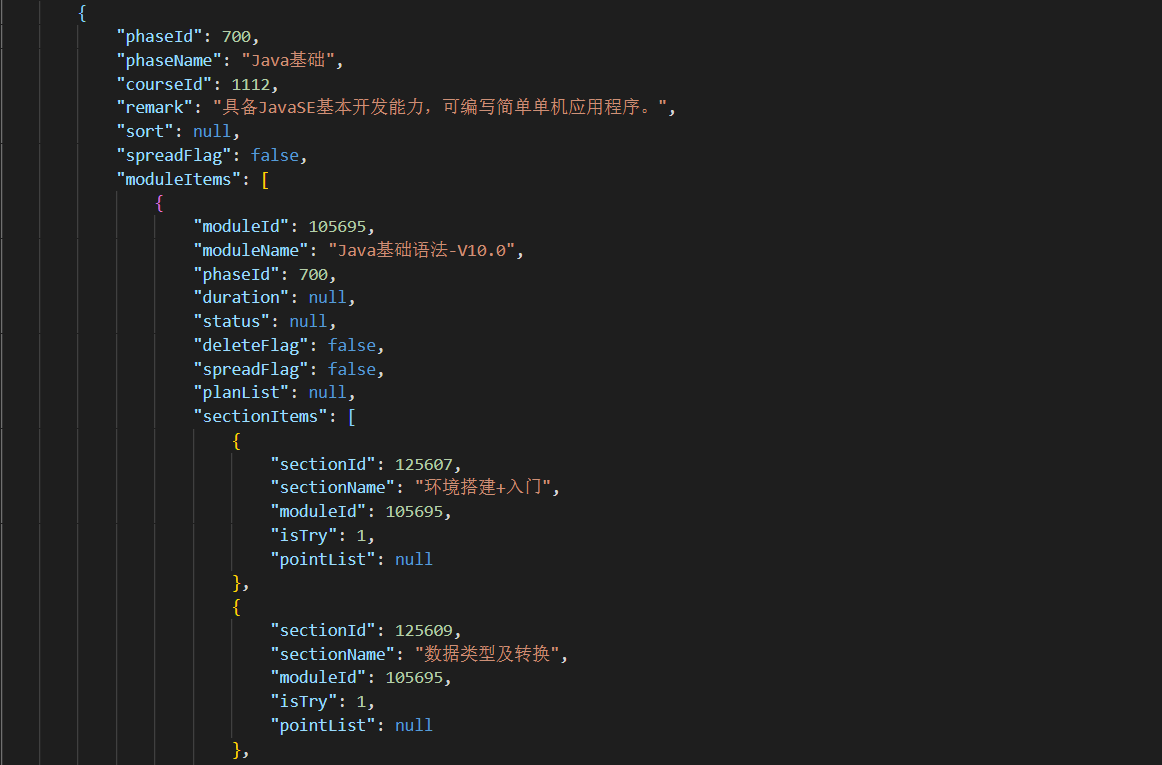 {
"phaseId": 700,
"phaseName": "Java基础",
"courseId": 1112,
"remark": "具备JavaSE基本开发能力，可编写简单单机应用程序。",
"sort": null,
"spreadFlag": false,
"moduleItems": [
{
"moduleId": 105695,
"moduleName": "Java基础语法-V10.0",
"phaseId": 700,
"duration": null,
"status": null,
"deleteFlag": false,
"spreadFlag": false,
"planList": null,
"sectionItems": [
{
"sectionId": 125607,
"sectionName": "环境搭建+入门",
"moduleId": 105695,
"isTry": 1,
"pointList": null
},
{
"sectionId": 125609,
"sectionName": "数据类型及转换",
"moduleId": 105695,
"isTry": 1,
"pointList": null
},